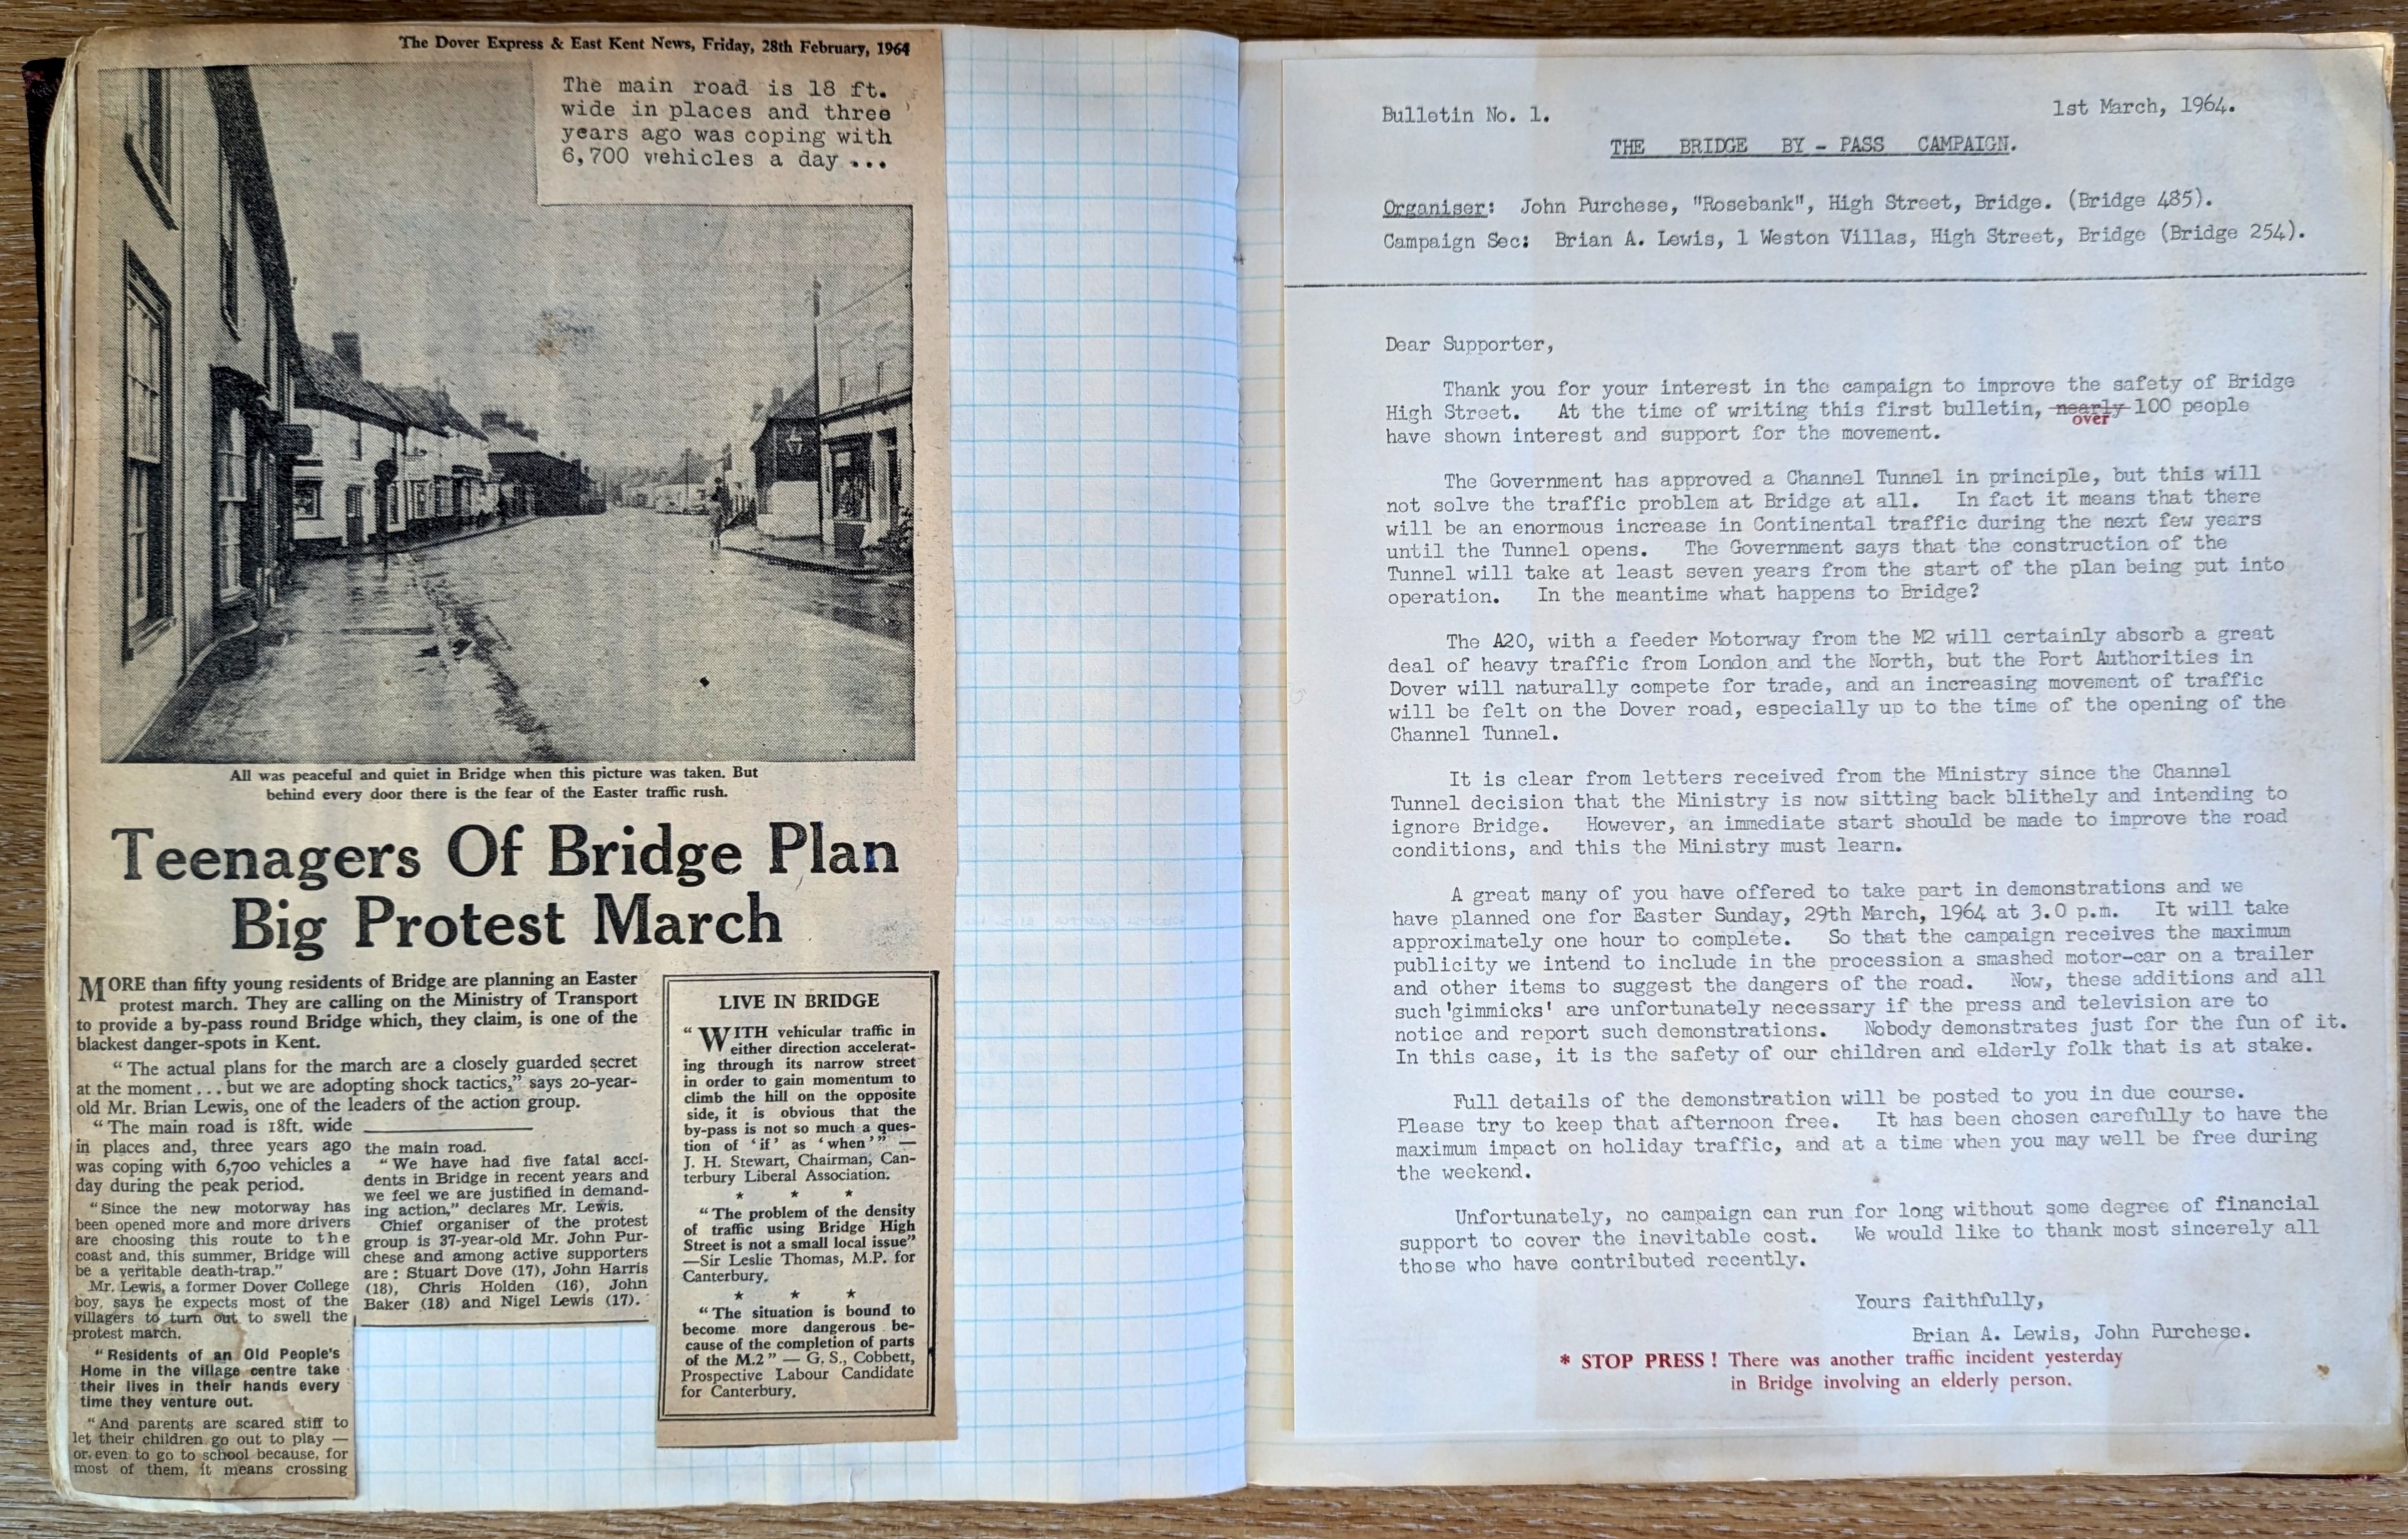 The Dover Express & East Kent News, Friday, 28th February, 1964
The main road is 18 ft.
wide in places and three
years ago was coping with
6,700 vehicles a day ...
All was peaceful and quiet in Bridge when this picture was taken. But
behind every door there is the fear of the Easter traffic rush.
Teenagers Of Bridge Plan
Big Protest March
MORE than fifty young residents of Bridge are planning an Easter
protest march. They are calling on the Ministry of Transport
to provide a by-pass round Bridge which, they claim, is one of the
blackest danger-spots in Kent.
"The actual plans for the march are a closely guarded secret
at the moment ... but we are adopting shock tactics," says 20-year-
old Mr. Brian Lewis, one of the leaders of the action group.
"The main road is 18ft. wide
in places and, three years ago
was coping with 6,700 vehicles a
day during the peak period.
"Since the new motorway has
been opened more and more drivers
are choosing this route to the
coast and, this summer, Bridge will
be a veritable death-trap."
Mr. Lewis, a former Dover College
boy, says he expects most of the
villagers to turn out to swell the
protest march.
"Residents of an Old People's
Home in the village centre take
their lives in their hands every
time they venture out.
"And parents are scared stiff to
let their children go out to play —
or even to go to school because, for
most of them, it means crossing
the main road.
"We have had five fatal acci-
dents in Bridge in recent years and
we feel we are justified in demand-
ing action," declares Mr. Lewis.
Chief organiser of the protest
group is 37-year-old Mr. John Pur-
chese and among active supporters
are : Stuart Dove (17), John Harris
(18), Chris Holden (16), John
Baker (18) and Nigel Lewis (17).
LIVE IN BRIDGE
"WITH vehicular traffic in
either direction accelerat-
ing through its narrow street
in order to gain momentum to
climb the hill on the opposite
side, it is obvious that the
by-pass is not so much a ques-
tion of 'if' as 'when'" —
J. H. Stewart, Chairman, Can-
terbury Liberal Association.
* * *
"The problem of the density
of traffic using Bridge High
Street is not a small local issue"
—Sir Leslie Thomas, M.P. for
Canterbury.
* * *
"The situation is bound to
become more dangerous be-
cause of the completion of parts
of the M.2" — G. S., Cobbett,
Prospective Labour Candidate
for Canterbury.
Bulletin No. 1.
1st March, 1964.
THE BRIDGE BY - PASS CAMPAIGN.
Organiser: John Purchese, "Rosebank", High Street, Bridge. (Bridge 485).
Campaign Sec: Brian A. Lewis, 1 Weston Villas, High Street, Bridge (Bridge 254).
Dear Supporter,
Thank you for your interest in the campaign to improve the safety of Bridge
High Street. At the time of writing this first bulletin, nearly 100 people
over
have shown interest and support for the movement.
The Government has approved a Channel Tunnel in principle, but this will
not solve the traffic problem at Bridge at all. In fact it means that there
will be an enormous increase in Continental traffic during the next few years
until the Tunnel opens. The Government says that the construction of the
Tunnel will take at least seven years from the start of the plan being put into
operation. In the meantime what happens to Bridge?
The A20, with a feeder Motorway from the M2 will certainly absorb a great
deal of heavy traffic from London and the North, but the Port Authorities in
Dover will naturally compete for trade, and an increasing movement of traffic
will be felt on the Dover road, especially up to the time of the opening of the
Channel Tunnel.
It is clear from letters received from the Ministry since the Channel
Tunnel decision that the Ministry is now sitting back blithely and intending to
ignore Bridge. However, an immediate start should be made to improve the road
conditions, and this the Ministry must learn.
A great many of you have offered to take part in demonstrations and we
have planned one for Easter Sunday, 29th March, 1964 at 3.0 p.m. It will take
approximately one hour to complete. So that the campaign receives the maximum
publicity we intend to include in the procession a smashed motor-car on a trailer
and other items to suggest the dangers of the road. Now, these additions and all
such 'gimmicks' are unfortunately necessary if the press and television are to
notice and report such demonstrations. Nobody demonstrates just for the fun of it.
In this case, it is the safety of our children and elderly folk that is at stake.
Full details of the demonstration will be posted to you in due course.
Please try to keep that afternoon free. It has been chosen carefully to have the
maximum impact on holiday traffic, and at a time when you may well be free during
the weekend.
Unfortunately, no campaign can run for long without some degree of financial
support to cover the inevitable cost. We would like to thank most sincerely all
those who have contributed recently.
Yours faithfully,
Brian A. Lewis, John Purchese.
* STOP PRESS ! There was another traffic incident yesterday
in Bridge involving an elderly person.